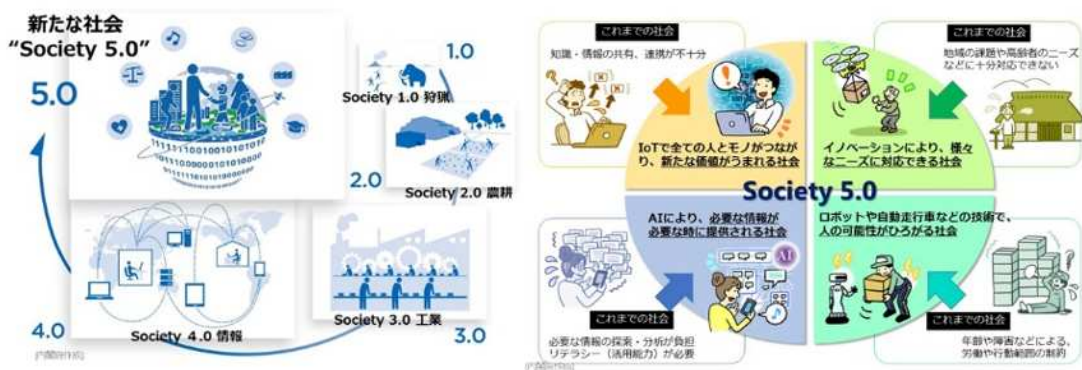 新たな社会
“Society 5.0”
5.0
1.0
Society 1.0 狩猟
2.0
Society 2.0 農耕
4.0
Society 4.0 情報
Society 3.0 工業
3.0
これまでの社会
知識・情報の共有、連携が不十分
IoTで全ての人とモノがつなが
り、新たな価値がうまれる社会
これまでの社会
地域の課題や高齢者のニーズ
などに十分対応できない
イノベーションにより、様々
なニーズに対応できる社会
Society 5.0
AIにより、必要な情報が
必要な時に提供される社会
AI
これまでの社会
必要な情報の探索・分析が負担
リテラシー（活用能力）が必要
ロボットや自動走行車などの技術で、
人の可能性がひろがる社会
これまでの社会
年齢や障害などによる、
労働や行動範囲の制約